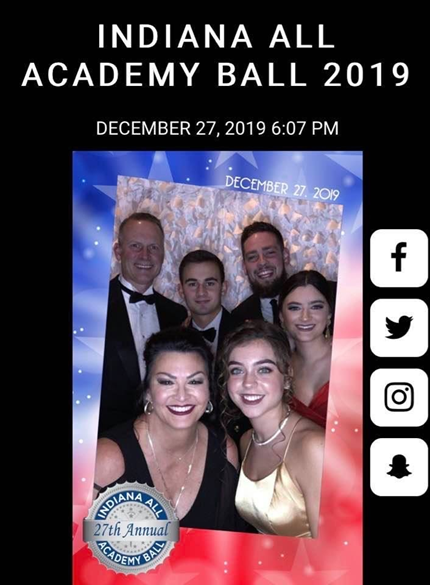 INDIANA ALL
ACADEMY BALL 2019
DECEMBER 27, 2019 6:07 PM
DECEMBER 27, 2019
INDIANA ALL
27th Annual
ACADEMY BALL